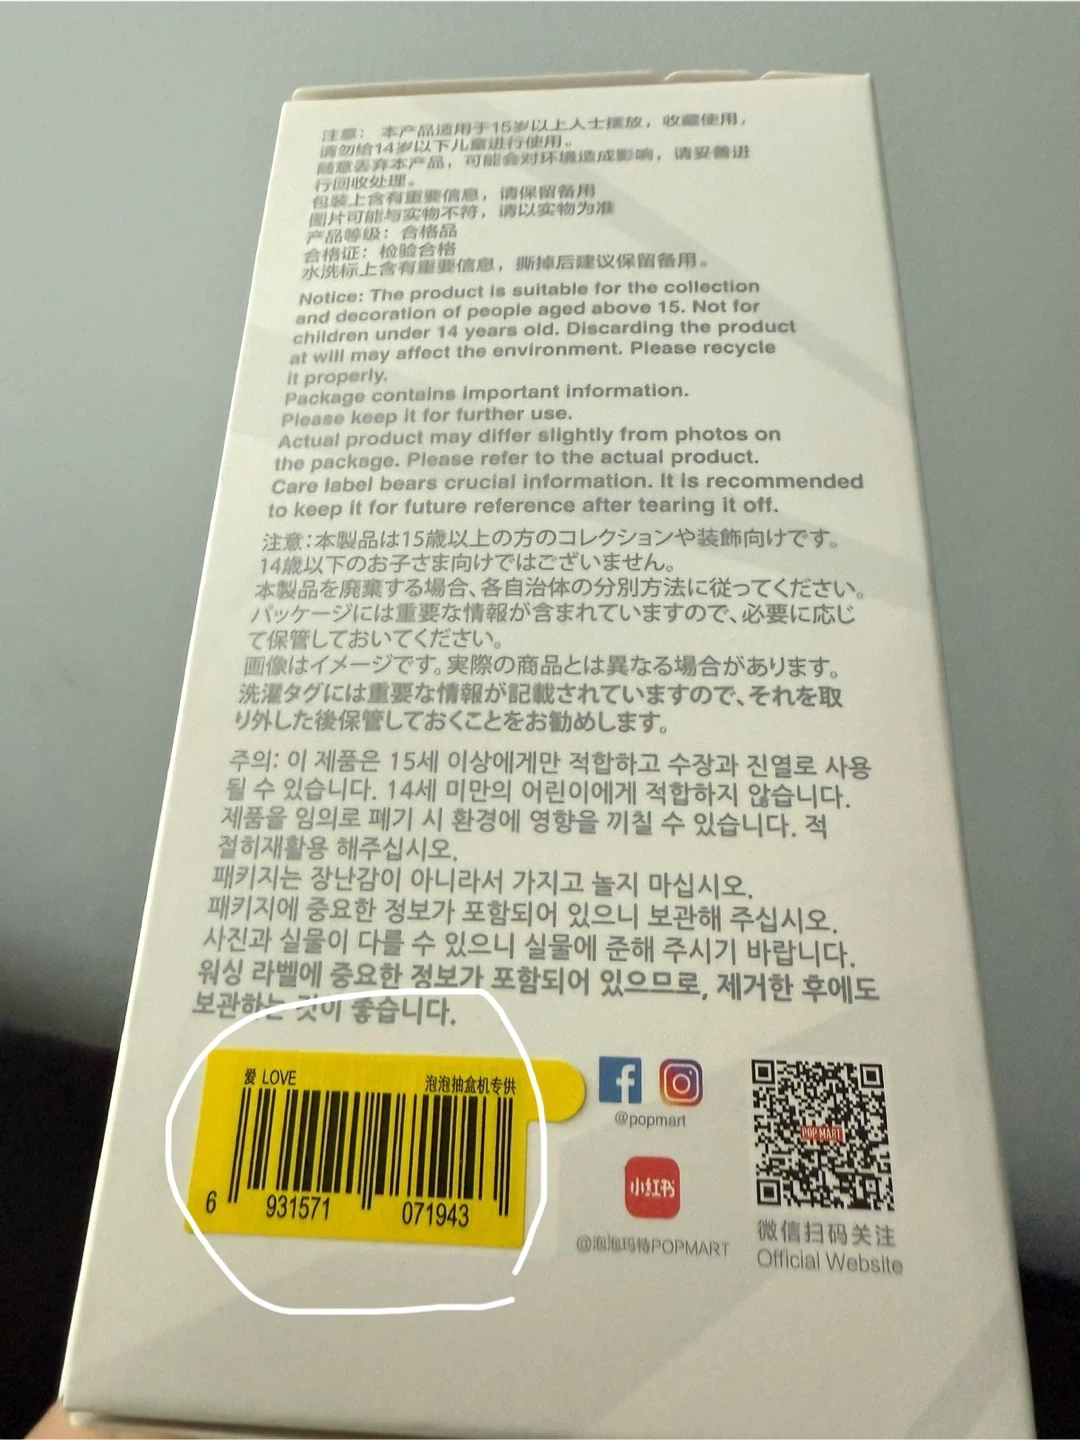 注意： 本产品适用于15岁以上人士摆放，收藏使用，
请勿给14岁以下儿童进行使用。
随意丢弃本产品，可能会对环境造成影响，请妥善进
行回收处理。
包装上含有重要信息，请保留备用
图片可能与实物不符，请以实物为准
产品等级：合格品
合格证：检验合格
水洗标上含有重要信息，撕掉后建议保留备用。
Notice: The product is suitable for the collection
and decoration of people aged above 15. Not for
children under 14 years old. Discarding the product
at will may affect the environment. Please recycle
it properly.
Package contains important information.
Please keep it for further use.
Actual product may differ slightly from photos on
the package. Please refer to the actual product.
Care label bears crucial information. It is recommended
to keep it for future reference after tearing it off.
注意：本製品は15歳以上の方のコレクションや装飾向けです。
14歳以下のお子さま向けではございません。
本製品を廃棄する場合、各自治体の分別方法に従ってください。
パッケージには重要な情報が含まれていますので、必要に応じ
て保管しておいてください。
画像はイメージです。実際の商品とは異なる場合があります。
洗濯タグには重要な情報が記載されていますので、それを取
り外した後保管しておくことをお勧めします。
주의: 이 제품은 15세 이상에게만 적합하고 수장과 진열로 사용
될 수 있습니다. 14세 미만의 어린이에게 적합하지 않습니다.
제품을 임의로 폐기 시 환경에 영향을 끼칠 수 있습니다. 적
절히재활용 해주십시오.
패키지는 장난감이 아니라서 가지고 놀지 마십시오.
패키지에 중요한 정보가 포함되어 있으니 보관해 주십시오.
사진과 실물이 다를 수 있으니 실물에 준해 주시기 바랍니다.
워싱 라벨에 중요한 정보가 포함되어 있으므로, 제거한 후에도
보관하는 것이 좋습니다.
爱 LOVE 泡泡抽盒机专供
6 931571 071943
@popmart
小红书
@泡泡玛特POPMART
POP MART
微信扫码关注
Official Website